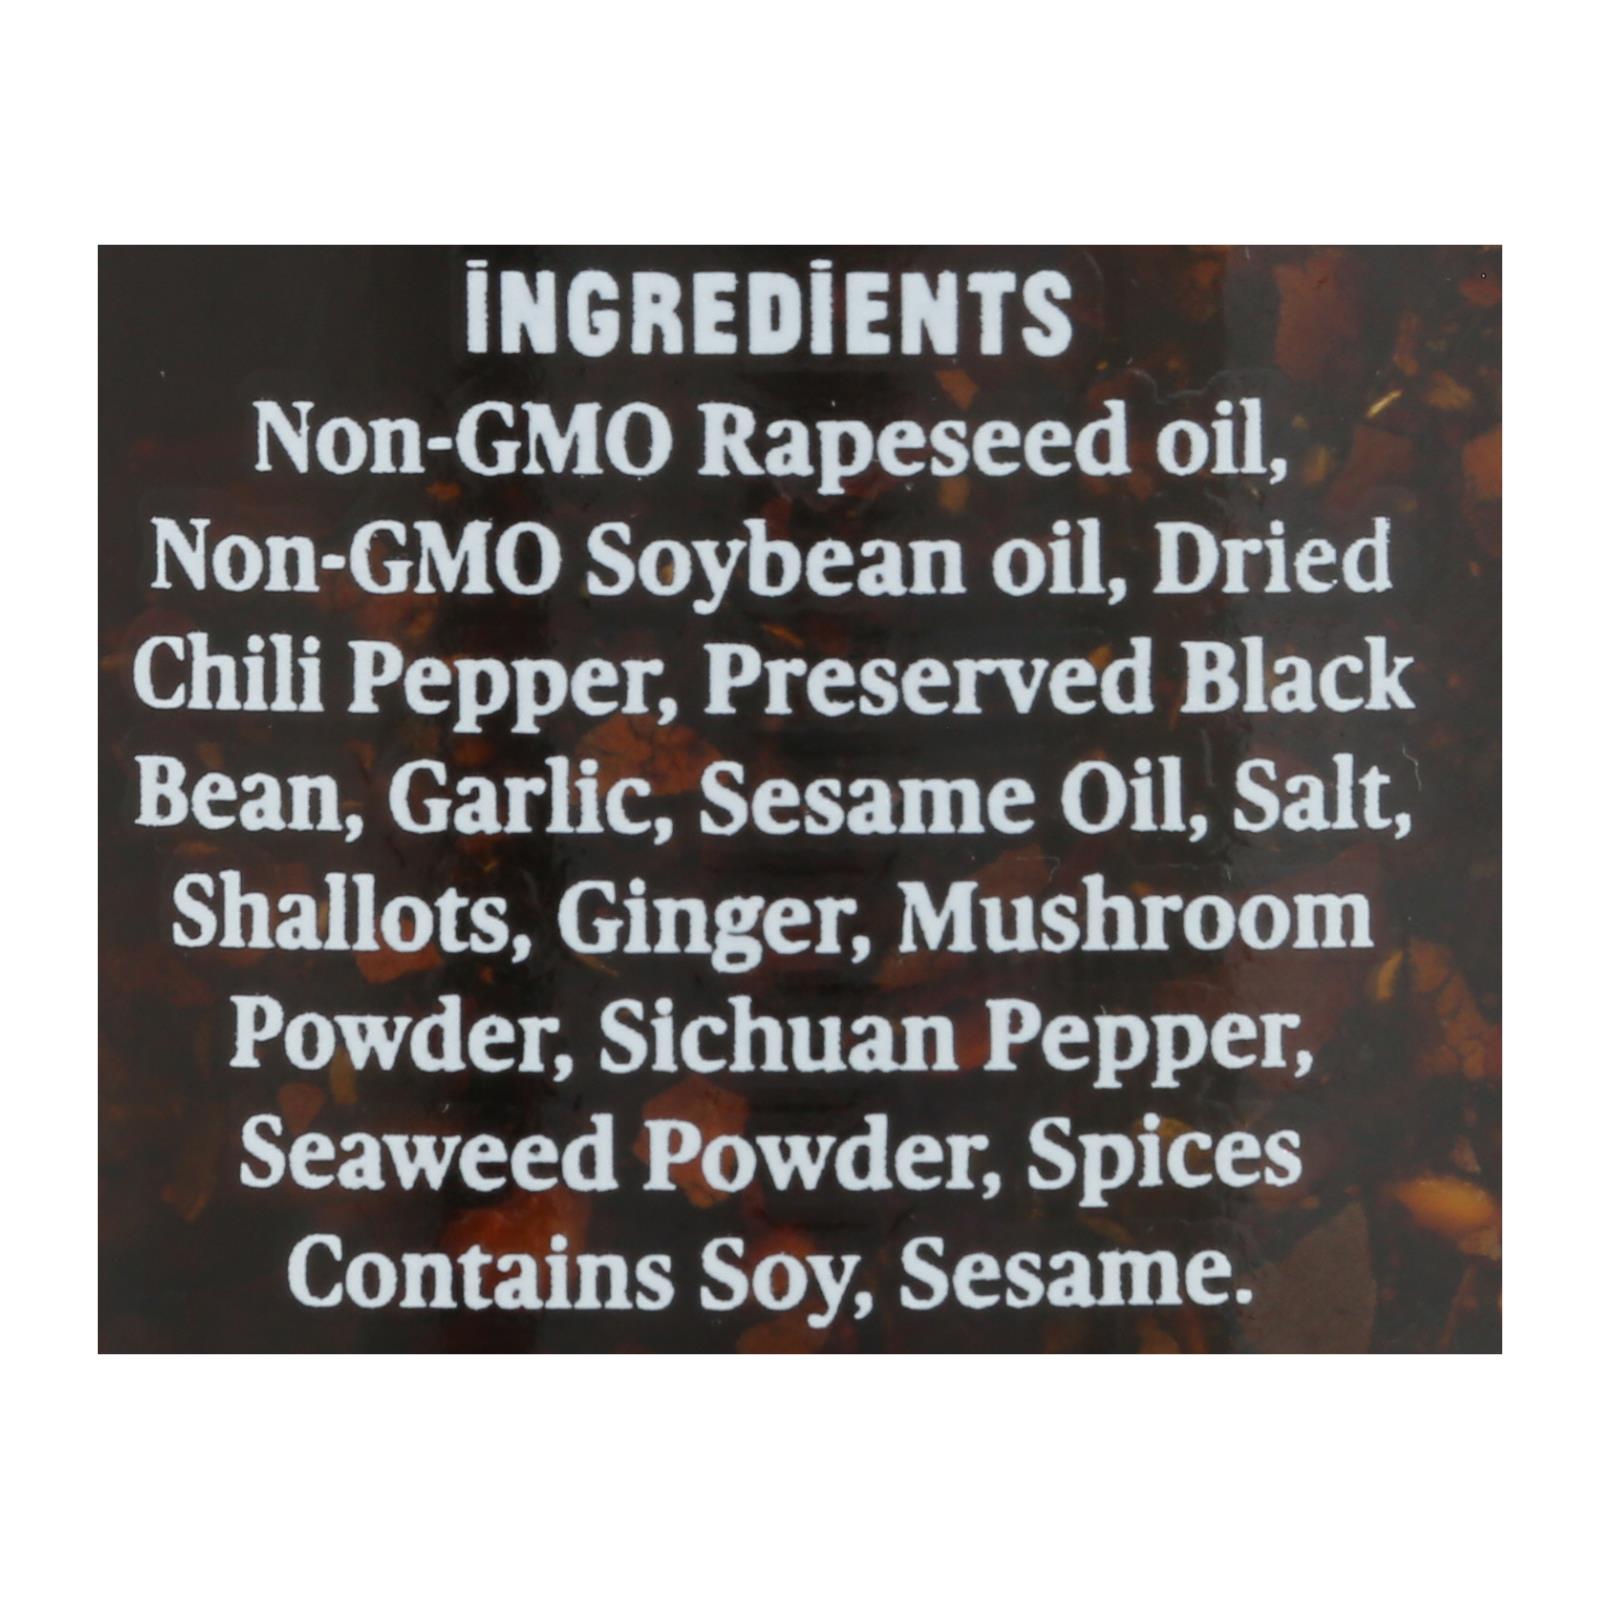 INGREDIENTS
Non-GMO Rapeseed oil,
Non-GMO Soybean oil, Dried
Chili Pepper, Preserved Black
Bean, Garlic, Sesame Oil, Salt,
Shallots, Ginger, Mushroom
Powder, Sichuan Pepper,
Seaweed Powder, Spices
Contains Soy, Sesame.